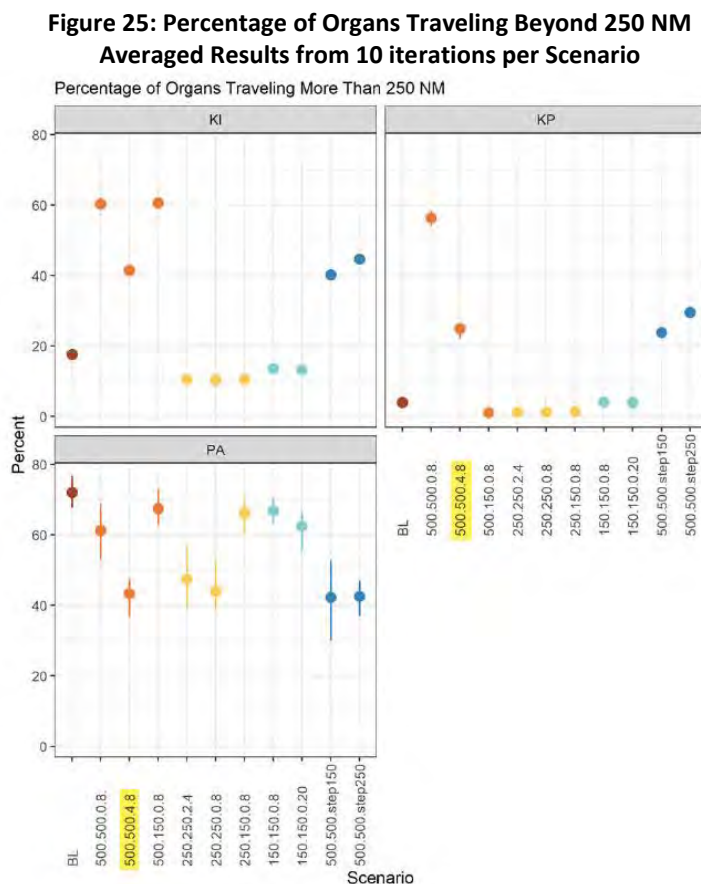 Figure 25: Percentage of Organs Traveling Beyond 250 NM
Averaged Results from 10 iterations per Scenario
Percentage of Organs Traveling More Than 250 NM
KI
KP
80
60
40
20
0
PA
80
60
40
20
0
Percent
BL
500.500.0.8.
500.500.4.8
500.150.0.8
250.250.2.4
250.250.0.8
250.150.0.8
150.150.0.8
150.150.0.20
500.500.step150
500.500.step250
BL
500.500.0.8.
500.500.4.8
500.150.0.8
250.250.2.4
250.250.0.8
250.150.0.8
150.150.0.8
150.150.0.20
500.500.step150
500.500.step250
Scenario